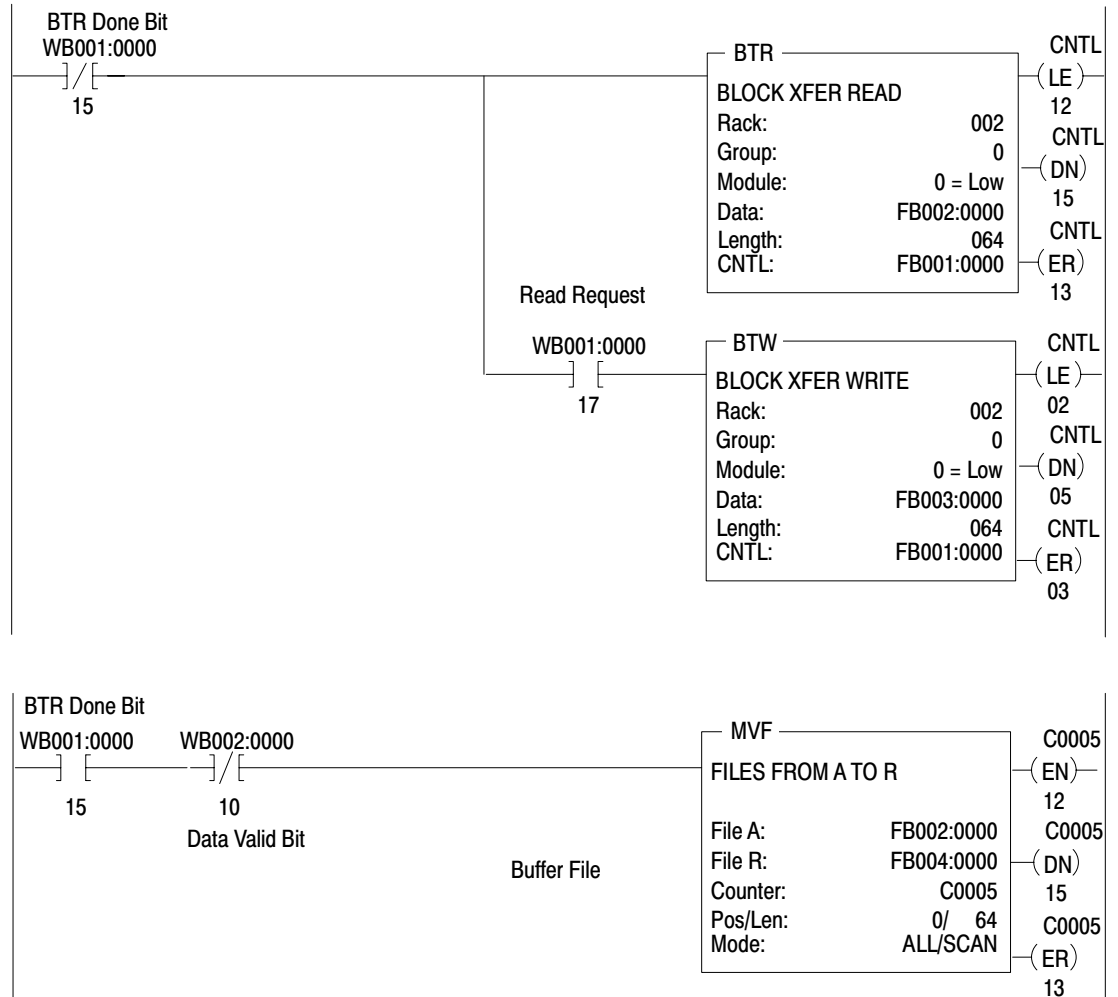 BTR Done Bit
WB001:0000
]/[
15
BTR
BLOCK XFER READ
Rack: 002
Group: 0
Module: 0 = Low
Data: FB002:0000
Length: 064
CNTL: FB001:0000
CNTL
(LE)
12
CNTL
(DN)
15
CNTL
(ER)
13
Read Request
WB001:0000
] [
17
BTW
BLOCK XFER WRITE
Rack: 002
Group: 0
Module: 0 = Low
Data: FB003:0000
Length: 064
CNTL: FB001:0000
CNTL
(LE)
02
CNTL
(DN)
05
CNTL
(ER)
03
BTR Done Bit
WB001:0000
] [
15
WB002:0000
]/[
10
Data Valid Bit
Buffer File
MVF
FILES FROM A TO R
File A: FB002:0000
File R: FB004:0000
Counter: C0005
Pos/Len: 0/ 64
Mode: ALL/SCAN
C0005
(EN)
12
C0005
(DN)
15
C0005
(ER)
13